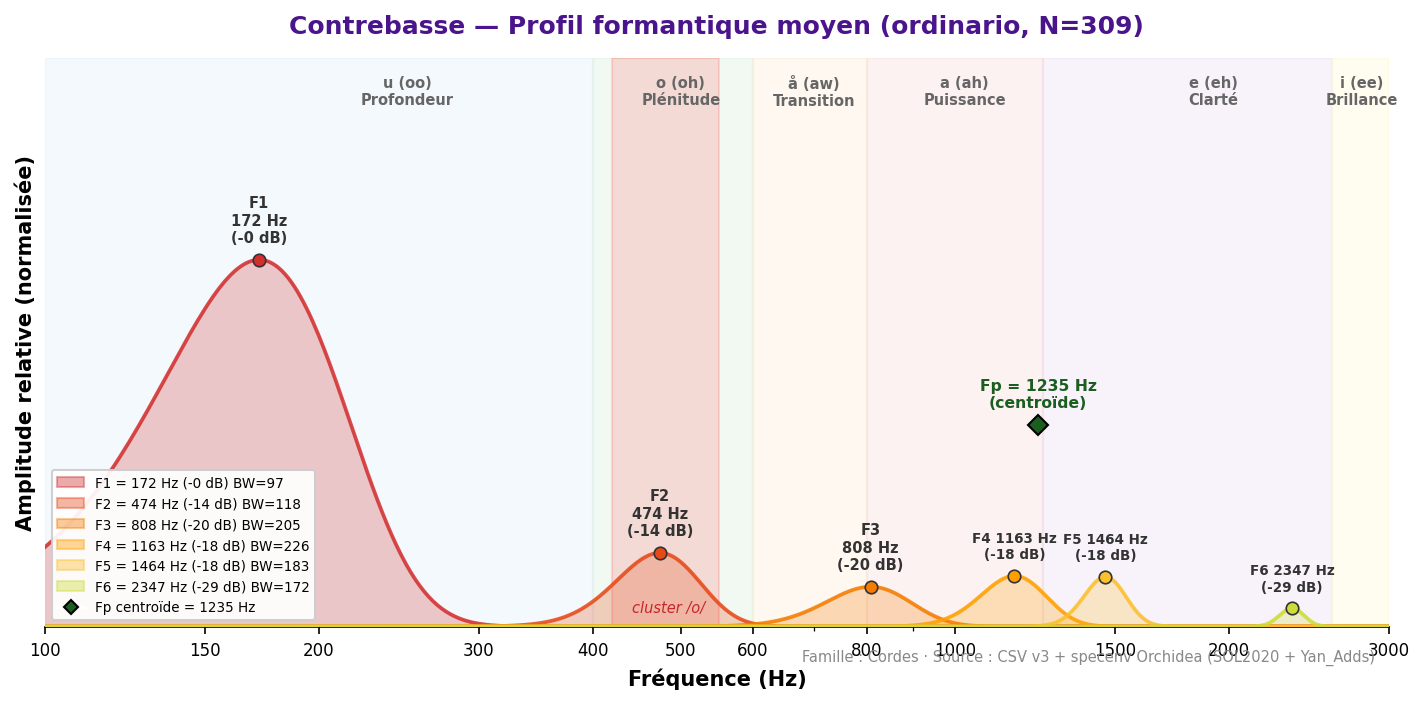 Contrebasse — Profil formantique moyen (ordinario, N=309)
u (oo)
Profondeur
o (oh)
Plénitude
å (aw)
Transition
a (ah)
Puissance
e (eh)
Clarté
i (ee)
Brillance
F1
172 Hz
(-0 dB)
Fp = 1235 Hz
(centroïde)
F2
474 Hz
(-14 dB)
F3
808 Hz
(-20 dB)
F4 1163 Hz
(-18 dB)
F5 1464 Hz
(-18 dB)
F6 2347 Hz
(-29 dB)
cluster /o/
F1 = 172 Hz (-0 dB) BW=97
F2 = 474 Hz (-14 dB) BW=118
F3 = 808 Hz (-20 dB) BW=205
F4 = 1163 Hz (-18 dB) BW=226
F5 = 1464 Hz (-18 dB) BW=183
F6 = 2347 Hz (-29 dB) BW=172
Fp centroïde = 1235 Hz
Amplitude relative (normalisée)
100 150 200 300 400 500 600 800 1000 1500 2000 3000
Famille : Cordes · Source : CSV v3 + specenv Orchidea (SOL2020 + Yan_Adds)
Fréquence (Hz)